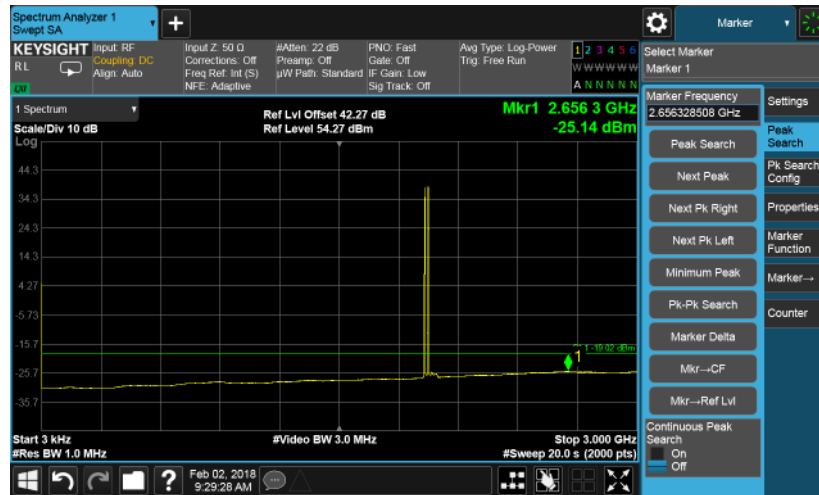 Spectrum Analyzer 1
Swept SA
Marker
KEYSIGHT
RL
Input: RF
Coupling: DC
Align: Auto
Input Z: 50 Ω
Corrections: Off
Freq Ref: Int (S)
NFE: Adaptive
#Atten: 22 dB
Preamp: Off
µW Path: Standard
PNO: Fast
Gate: Off
IF Gain: Low
Sig Track: Off
Avg Type: Log-Power
Trig: Free Run
1 2 3 4 5 6
W W W W W W
A N N N N N
Select Marker
Marker 1
1 Spectrum
Scale/Div 10 dB
Log
Ref Lvl Offset 42.27 dB
Ref Level 54.27 dBm
Mkr1 2.656 3 GHz
-25.14 dBm
44.3
34.3
24.3
14.3
4.27
-5.73
-15.7
-25.7
-35.7
1 -19.02 dBm
1
Start 3 kHz
#Res BW 1.0 MHz
#Video BW 3.0 MHz
Stop 3.000 GHz
#Sweep 20.0 s (2000 pts)
Marker Frequency
2.656328508 GHz
Peak Search
Next Peak
Next Pk Right
Next Pk Left
Minimum Peak
Pk-Pk Search
Marker Delta
Mkr→CF
Mkr→Ref Lvl
Continuous Peak
Search
On
Off
Settings
Peak
Search
Pk Search
Config
Properties
Marker
Function
Marker→
Counter
?
Feb 02, 2018
9:29:28 AM